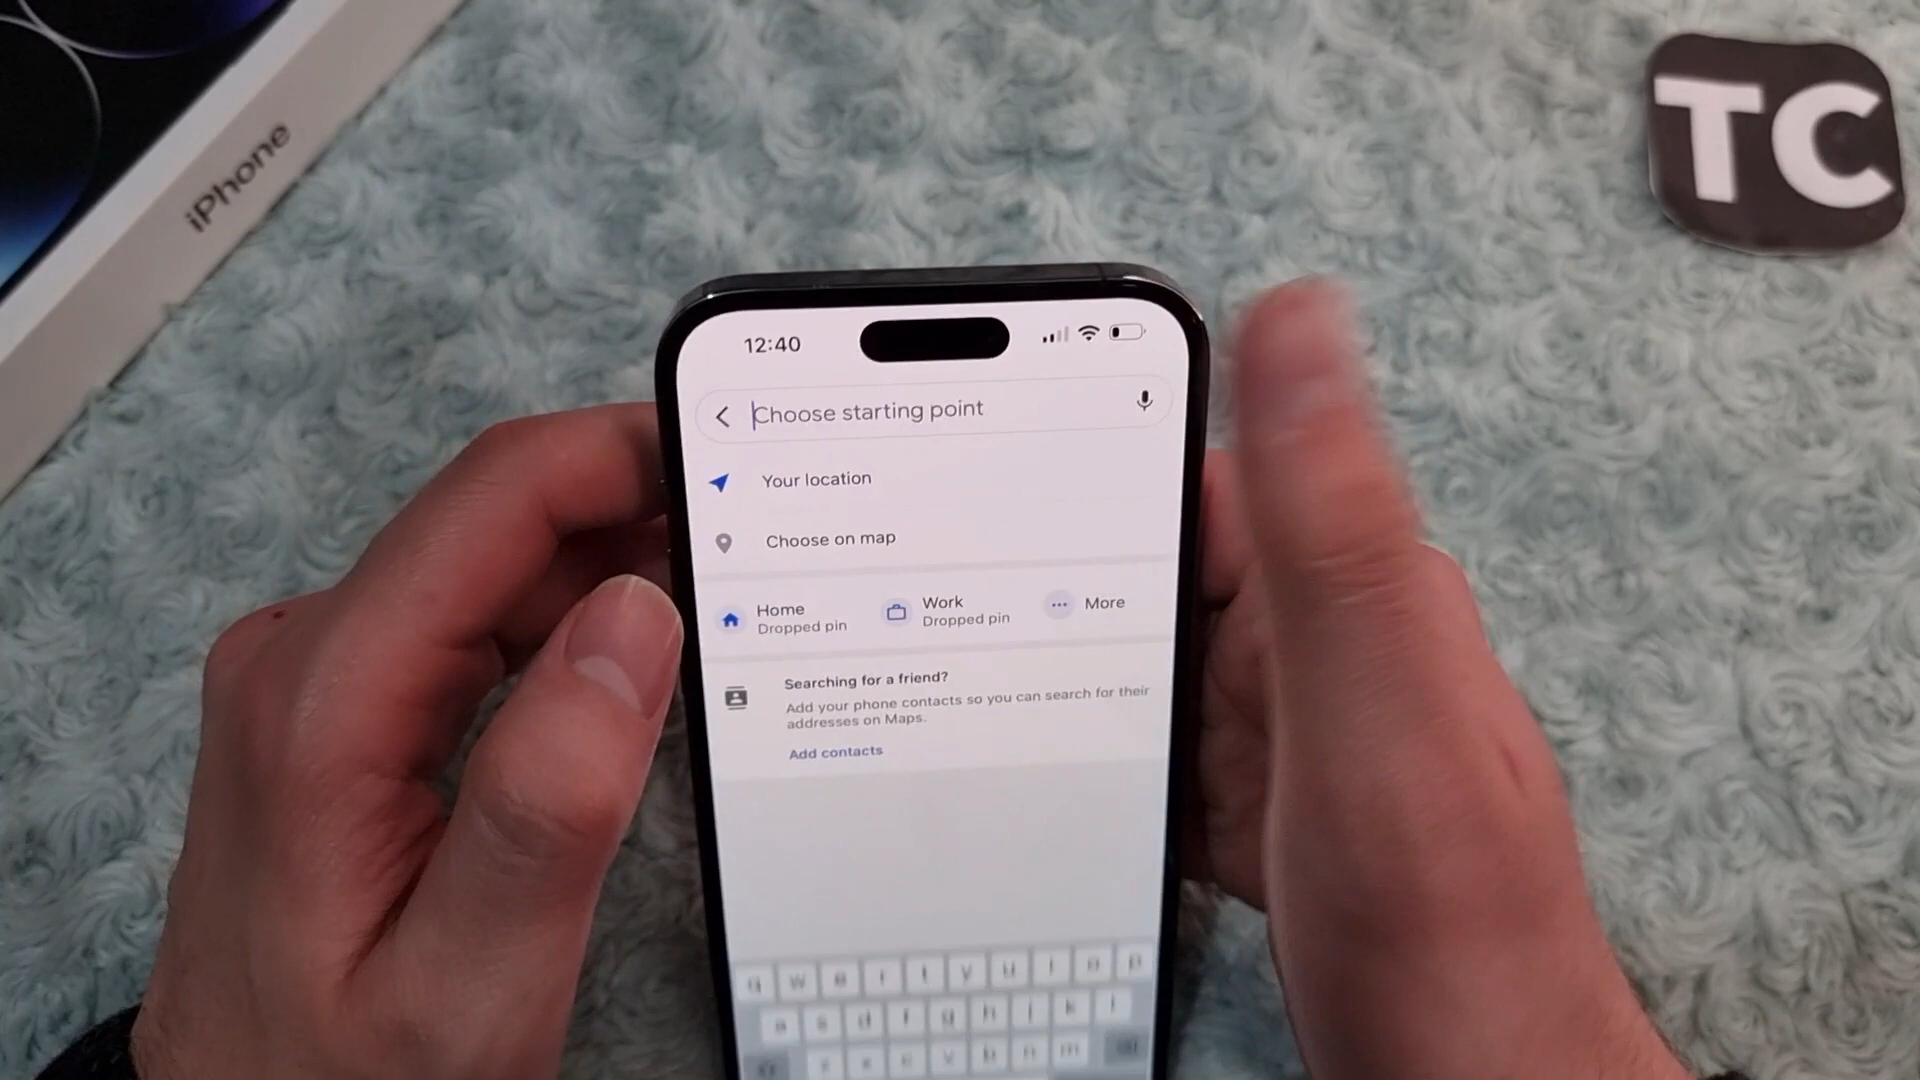 iPhone
TC
12:40
Choose starting point
Your location
Choose on map
Home
Dropped pin
Work
Dropped pin
More
Searching for a friend?
Add your phone contacts so you can search for their
addresses on Maps.
Add contacts
q w e r t y u i o p
a s d f g h j k l
z x c v b n m